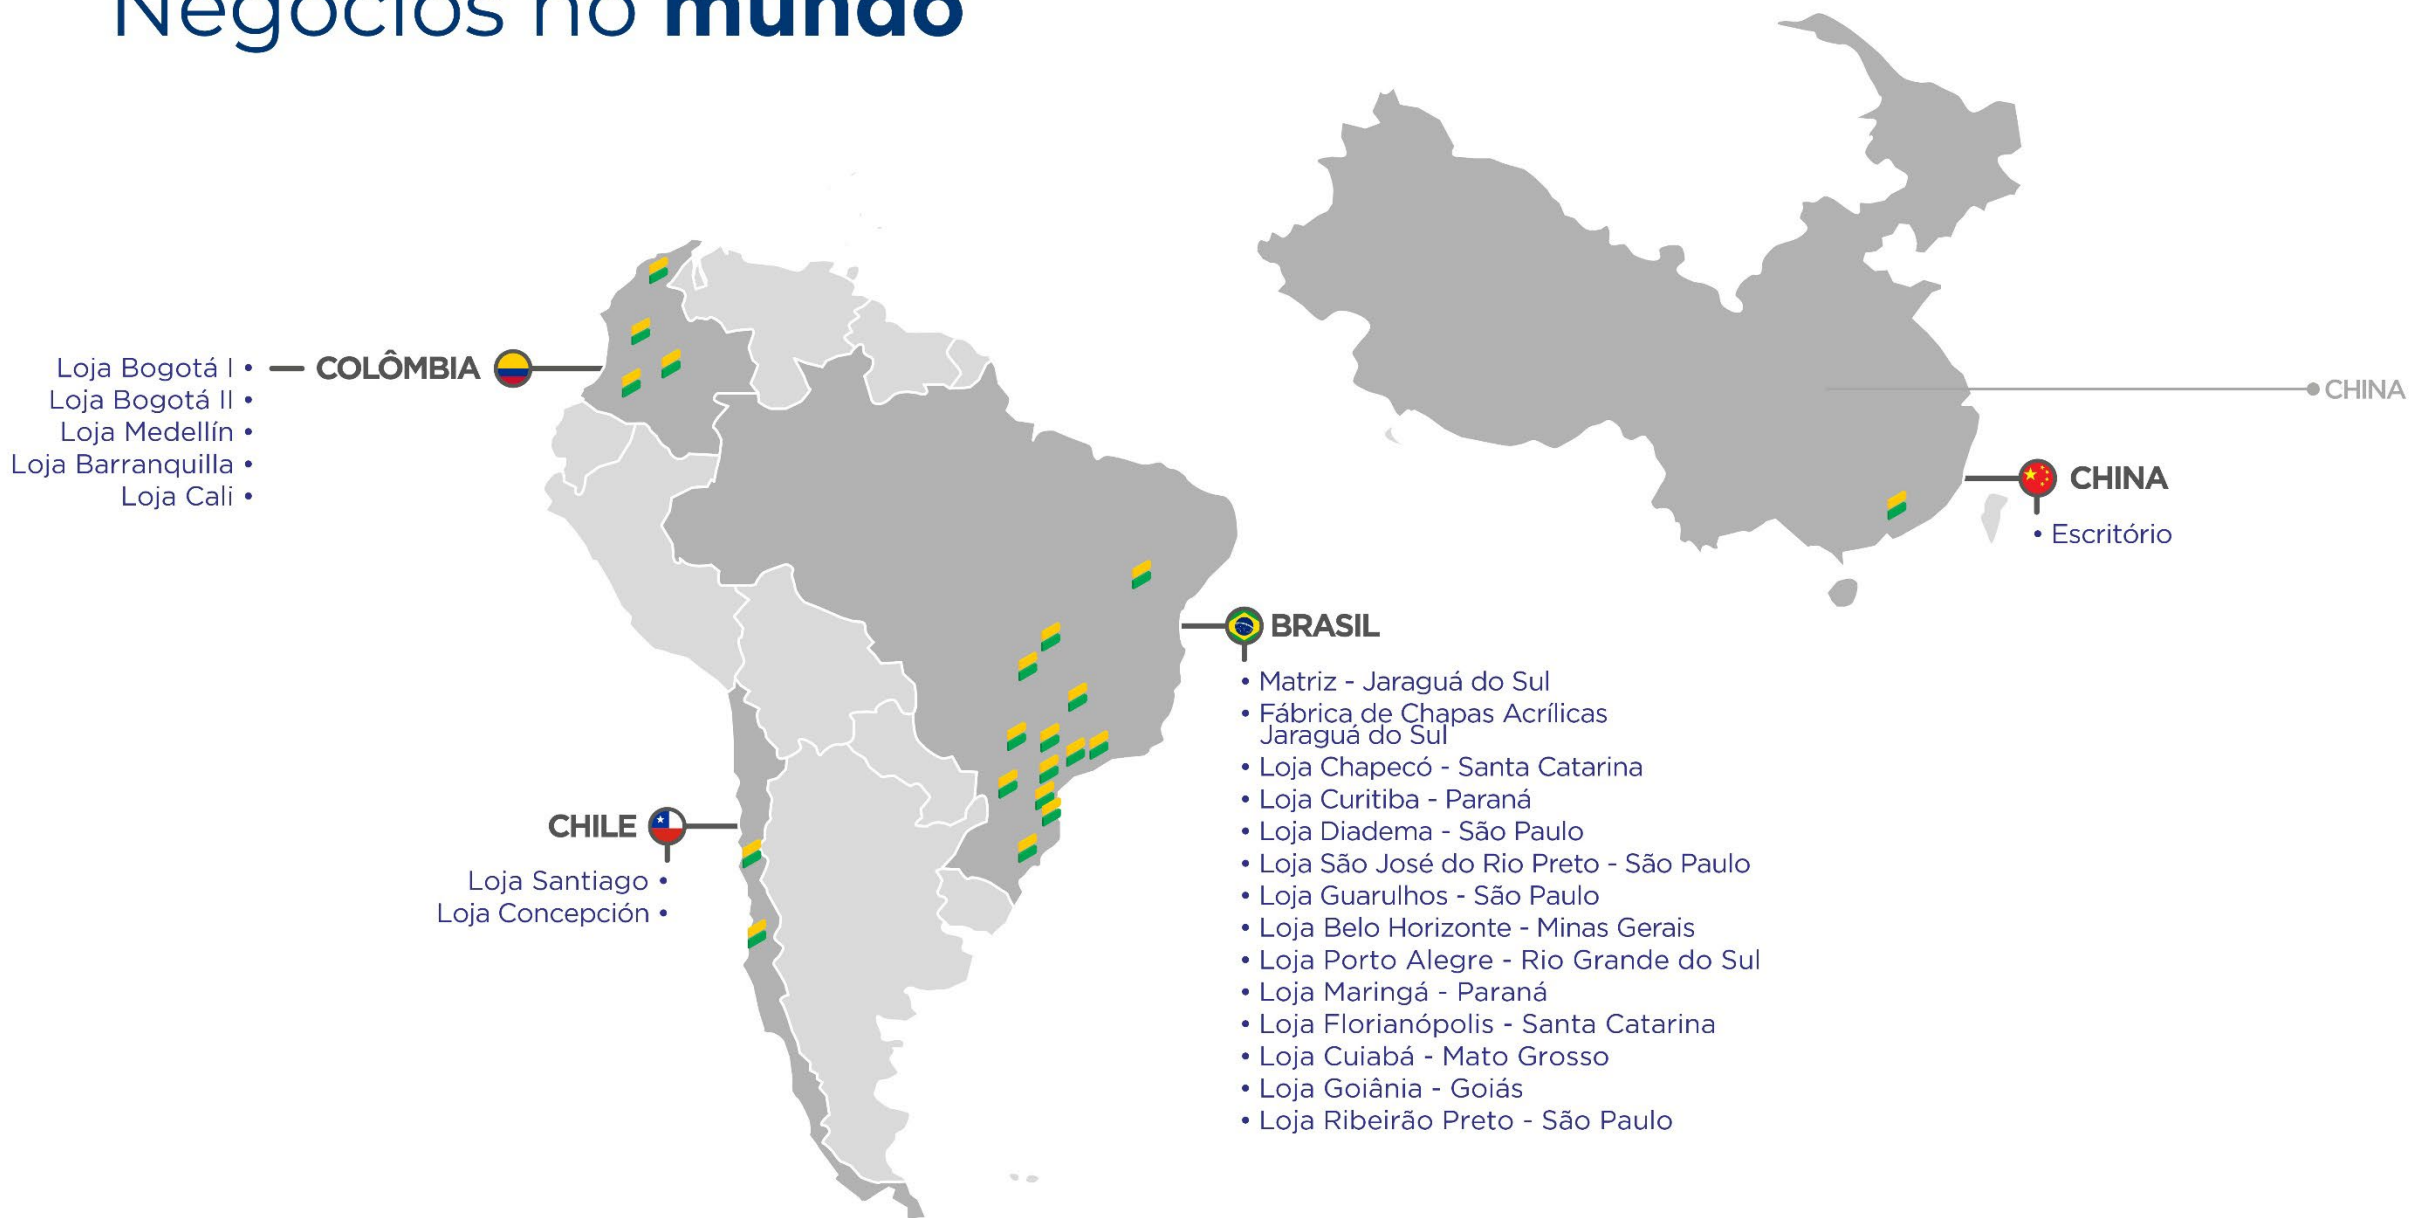 Negócios no mundo
COLÔMBIA
Loja Bogotá I •
Loja Bogotá II •
Loja Medellín •
Loja Barranquilla •
Loja Cali •
CHINA
CHINA
• Escritório
BRASIL
• Matriz - Jaraguá do Sul
• Fábrica de Chapas Acrílicas
Jaraguá do Sul
• Loja Chapecó - Santa Catarina
• Loja Curitiba - Paraná
• Loja Diadema - São Paulo
• Loja São José do Rio Preto - São Paulo
• Loja Guarulhos - São Paulo
• Loja Belo Horizonte - Minas Gerais
• Loja Porto Alegre - Rio Grande do Sul
• Loja Maringá - Paraná
• Loja Florianópolis - Santa Catarina
• Loja Cuiabá - Mato Grosso
• Loja Goiânia - Goiás
• Loja Ribeirão Preto - São Paulo
CHILE
Loja Santiago •
Loja Concepción •